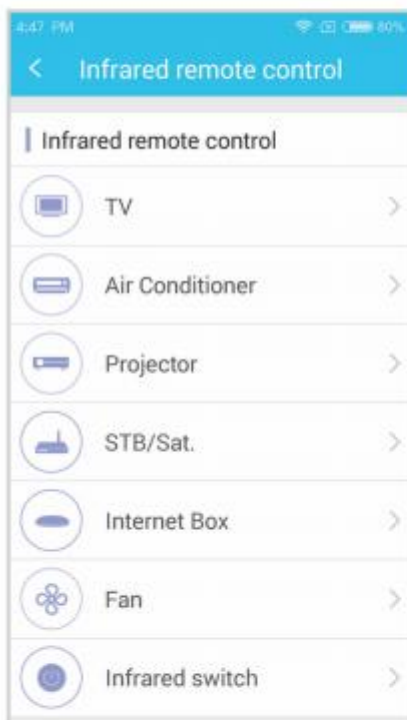 4:47 PM 80%
< Infrared remote control
Infrared remote control
TV
Air Conditioner
Projector
STB/Sat.
Internet Box
Fan
Infrared switch